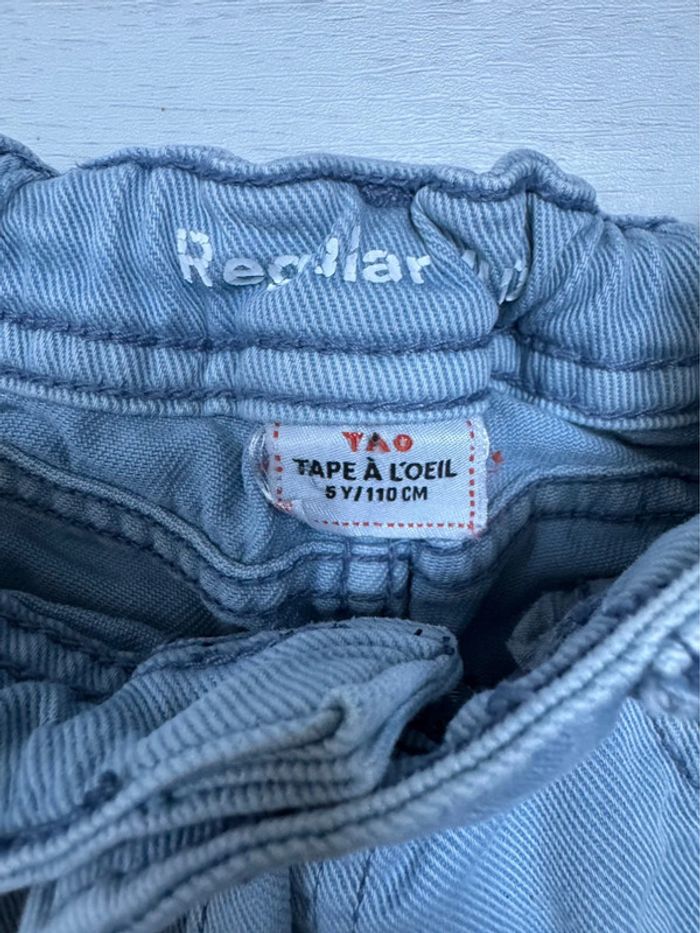 Regular
TAO
TAPE À L'OEIL
5 Y/110 CM